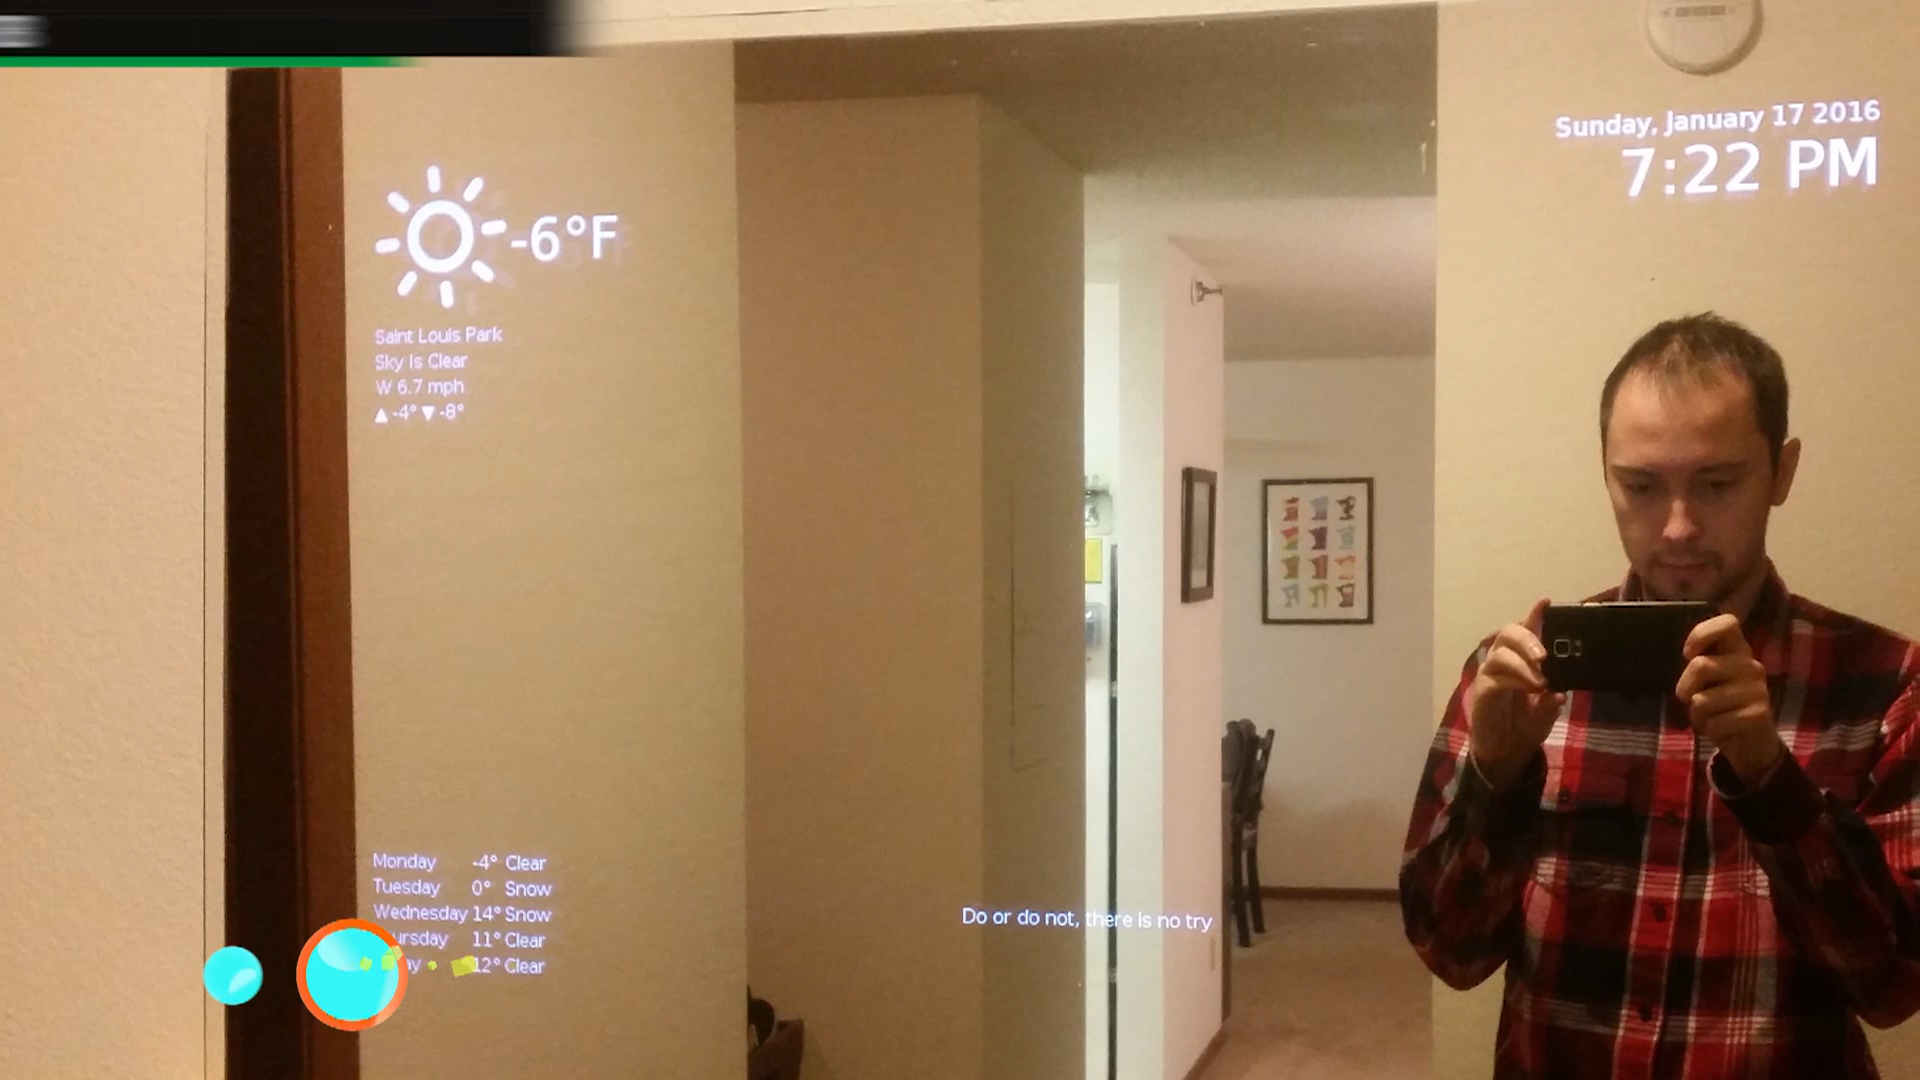 Sunday, January 17 2016
7:22 PM
-6°F
Saint Louis Park
Sky Is Clear
W 6.7 mph
▲ -4° ▼ -8°
Monday -4° Clear
Tuesday 0° Snow
Wednesday 14° Snow
ursday 11° Clear
ay 12° Clear
Do or do not, there is no try